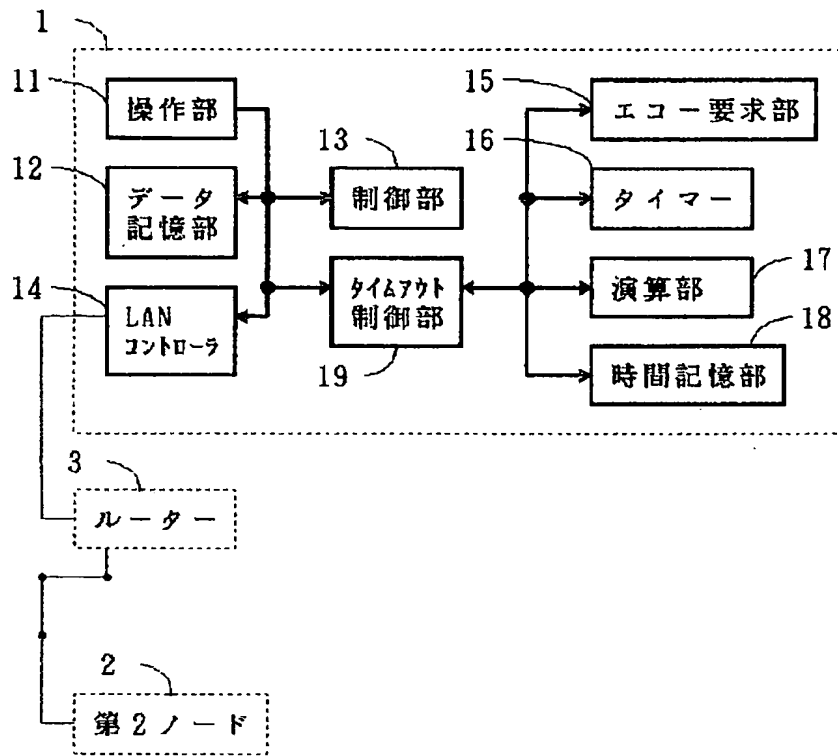 1
11
操作部
12
データ
記憶部
14
LAN
コントローラ
13
制御部
タイムアウト
制御部
19
15
エコー要求部
16
タイマー
17
演算部
18
時間記憶部
3
ルーター
2
第2ノード